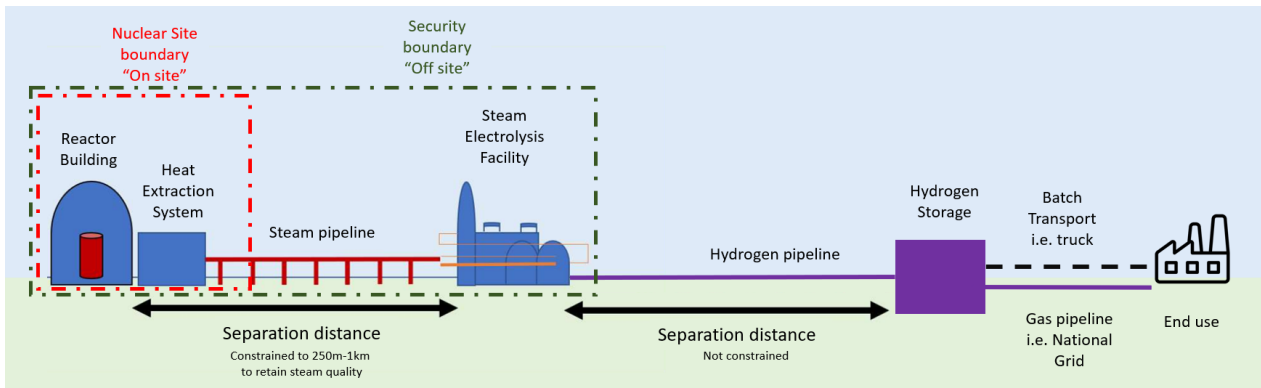 Nuclear Site
boundary
“On site”
Security
boundary
“Off site”
Reactor
Building
Heat
Extraction
System
Steam pipeline
Steam
Electrolysis
Facility
Hydrogen pipeline
Hydrogen
Storage
Batch
Transport
i.e. truck
Separation distance
Constrained to 250m-1km
to retain steam quality
Separation distance
Not constrained
Gas pipeline
i.e. National
Grid
End use